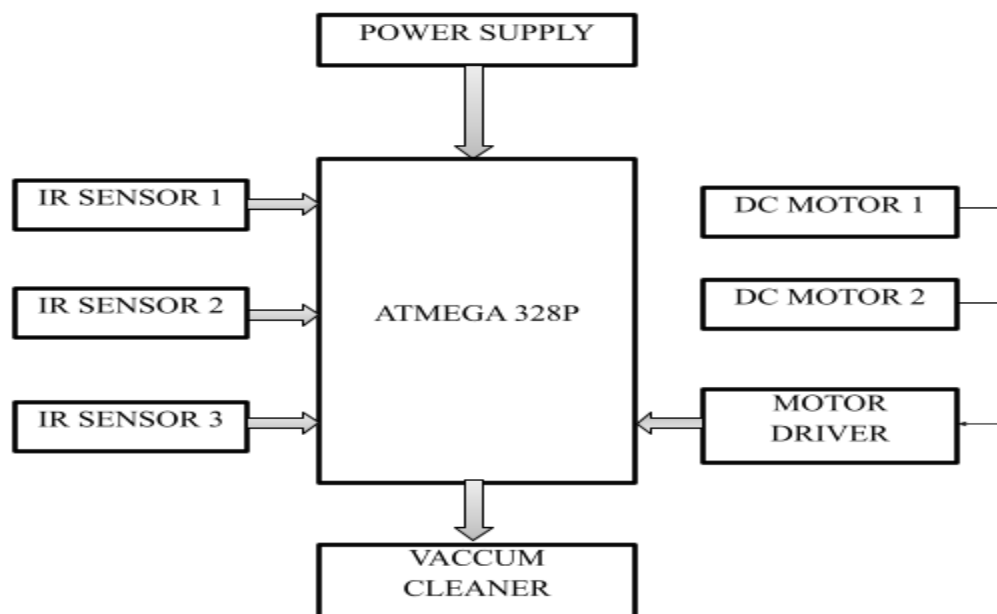 POWER SUPPLY
IR SENSOR 1
IR SENSOR 2
IR SENSOR 3
ATMEGA 328P
DC MOTOR 1
DC MOTOR 2
MOTOR
DRIVER
VACCUM
CLEANER